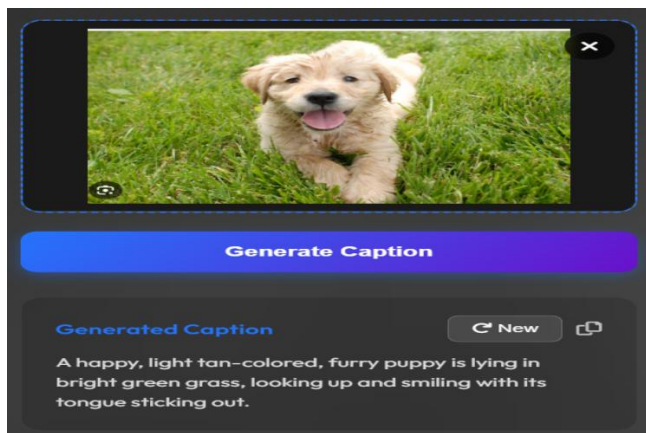 Generate Caption
Generated Caption
New
A happy, light tan-colored, furry puppy is lying in
bright green grass, looking up and smiling with its
tongue sticking out.